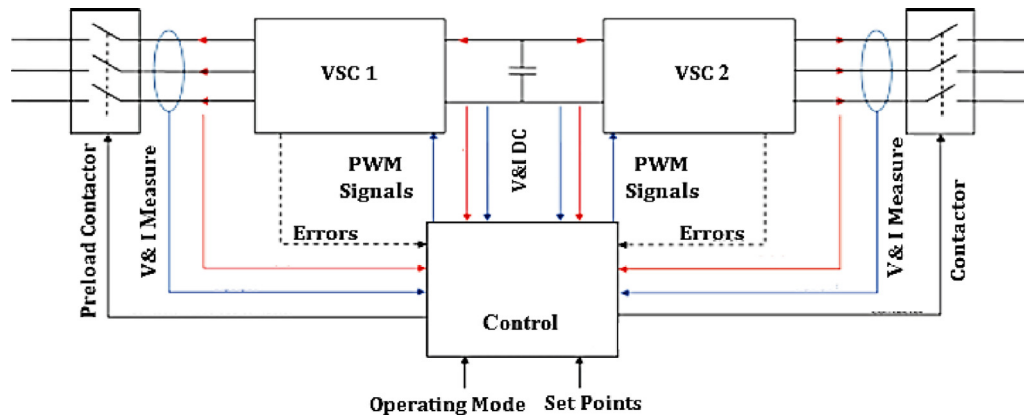 VSC 1
VSC 2
PWM
Signals
V&I DC
PWM
Signals
Preload Contactor
V& I Measure
Errors
Errors
V& I Measure
Contactor
Control
Operating Mode
Set Points